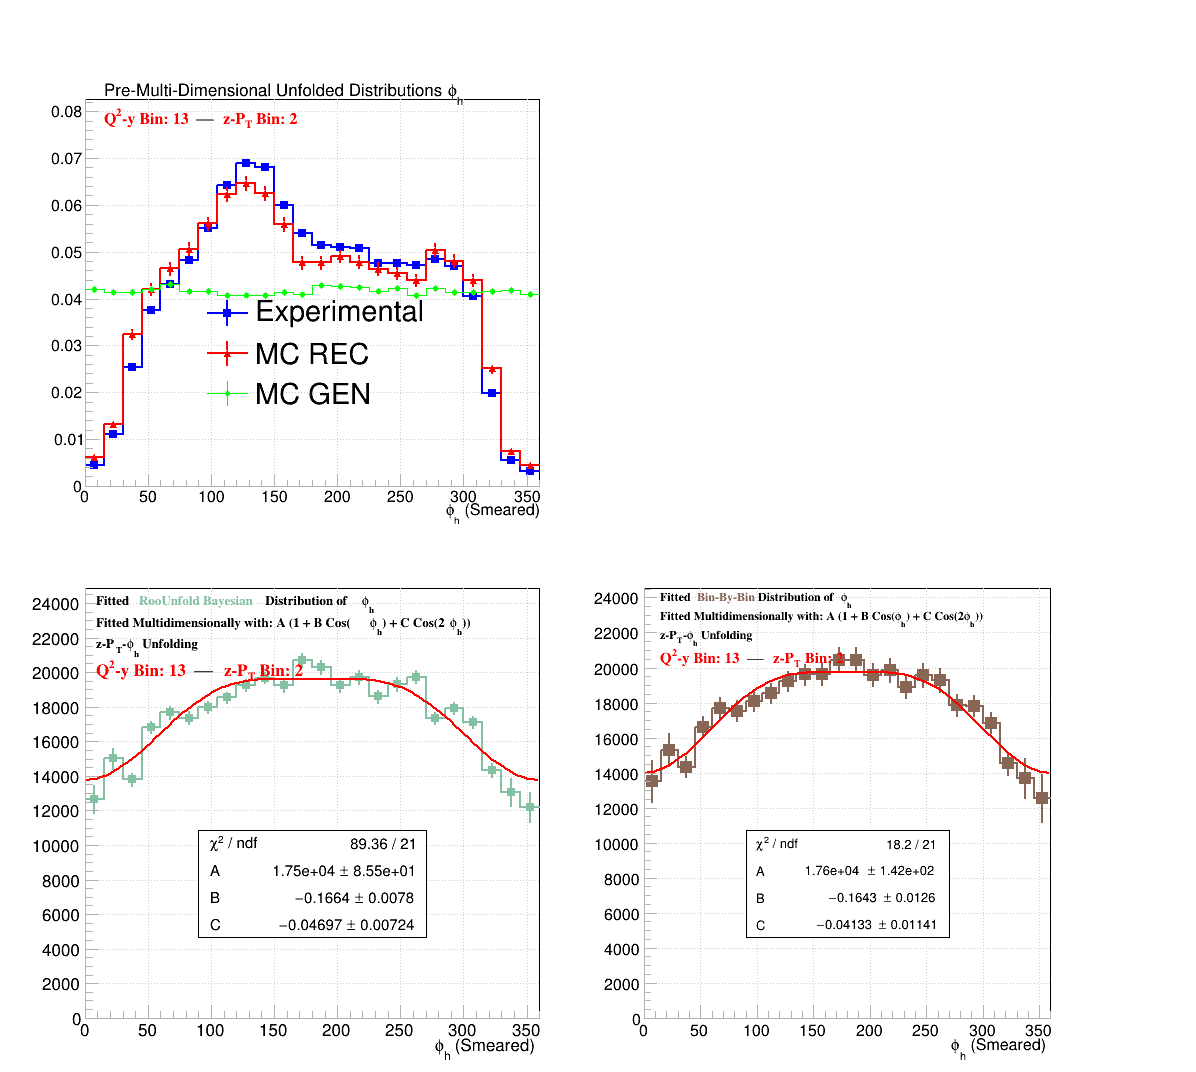 Pre-Multi-Dimensional Unfolded Distributions ϕh
Q²-y Bin: 13 — z-PT Bin: 2
0.08
0.07
0.06
0.05
0.04
0.03
0.02
0.01
0
Experimental
MC REC
MC GEN
0 50 100 150 200 250 300 350
ϕh (Smeared)
Fitted RooUnfold Bayesian Distribution of ϕh
Fitted Multidimensionally with: A (1 + B Cos( ϕh) + C Cos(2 ϕh))
z-PT-ϕh Unfolding
Q²-y Bin: 13 — z-PT Bin: 2
24000
22000
20000
18000
16000
14000
12000
10000
8000
6000
4000
2000
0
χ² / ndf 89.36 / 21
A 1.75e+04 ± 8.55e+01
B −0.1664 ± 0.0078
C −0.04697 ± 0.00724
0 50 100 150 200 250 300 350
ϕh (Smeared)
Fitted Bin-By-Bin Distribution of ϕh
Fitted Multidimensionally with: A (1 + B Cos(ϕh) + C Cos(2ϕh))
z-PT-ϕh Unfolding
Q²-y Bin: 13 — z-PT Bin: 2
24000
22000
20000
18000
16000
14000
12000
10000
8000
6000
4000
2000
0
χ² / ndf 18.2 / 21
A 1.76e+04 ± 1.42e+02
B −0.1643 ± 0.0126
C −0.04133 ± 0.01141
0 50 100 150 200 250 300 350
ϕh (Smeared)